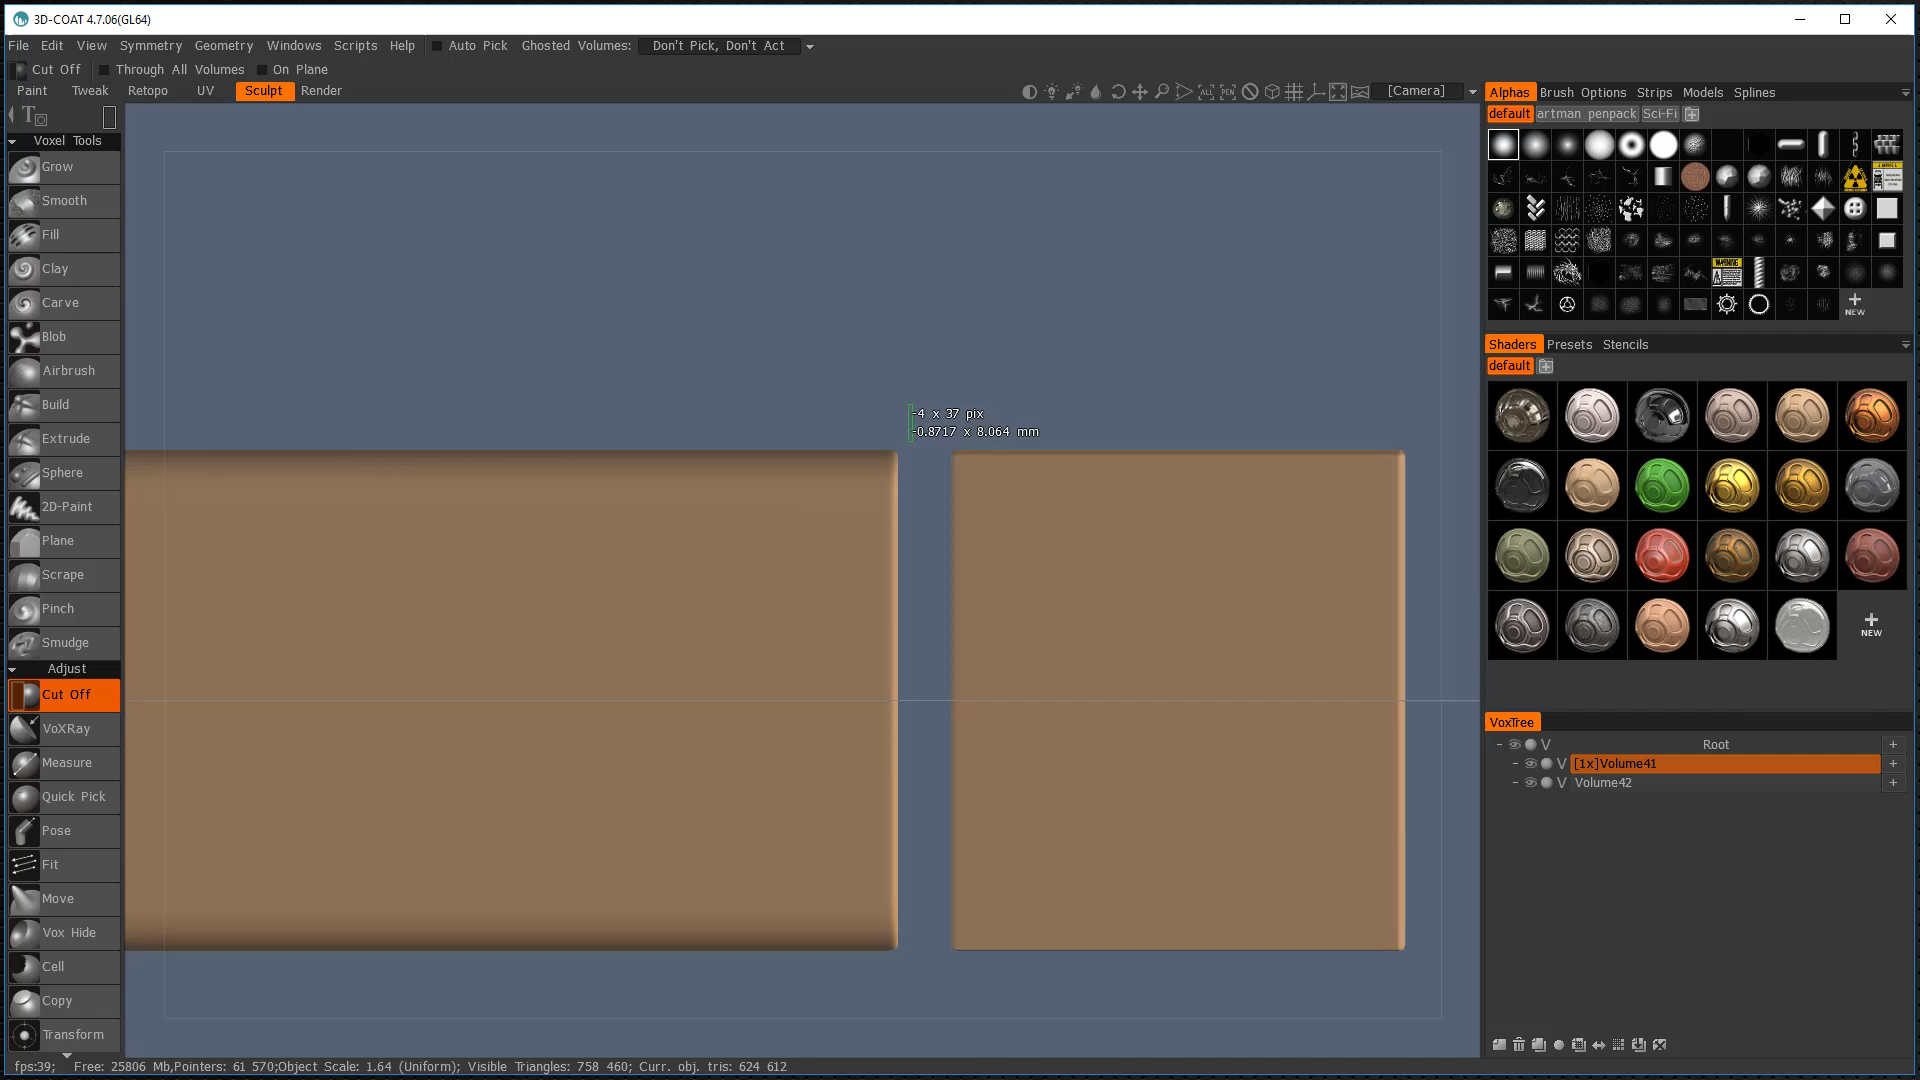 3D-COAT 4.7.06(GL64)
File Edit View Symmetry Geometry Windows Scripts Help Auto Pick Ghosted Volumes: Don't Pick, Don't Act
Cut Off Through All Volumes On Plane
Paint Tweak Retopo UV Sculpt Render
ALL PEN [Camera]
Voxel Tools
Grow
Smooth
Fill
Clay
Carve
Blob
Airbrush
Build
Extrude
Sphere
2D-Paint
Plane
Scrape
Pinch
Smudge
Adjust
Cut Off
VoXRay
Measure
Quick Pick
Pose
Fit
Move
Vox Hide
Cell
Copy
Transform
-4 x 37 pix
-0.8717 x 8.064 mm
Alphas Brush Options Strips Models Splines
default artman penpack Sci-Fi
WARNING
NEW
Shaders Presets Stencils
default
NEW
VoxTree
V Root +
V [1x]Volume41 +
V Volume42 +
fps:39; Free: 25806 Mb,Pointers: 61 570;Object Scale: 1.64 (Uniform); Visible Triangles: 758 460; Curr. obj. tris: 624 612